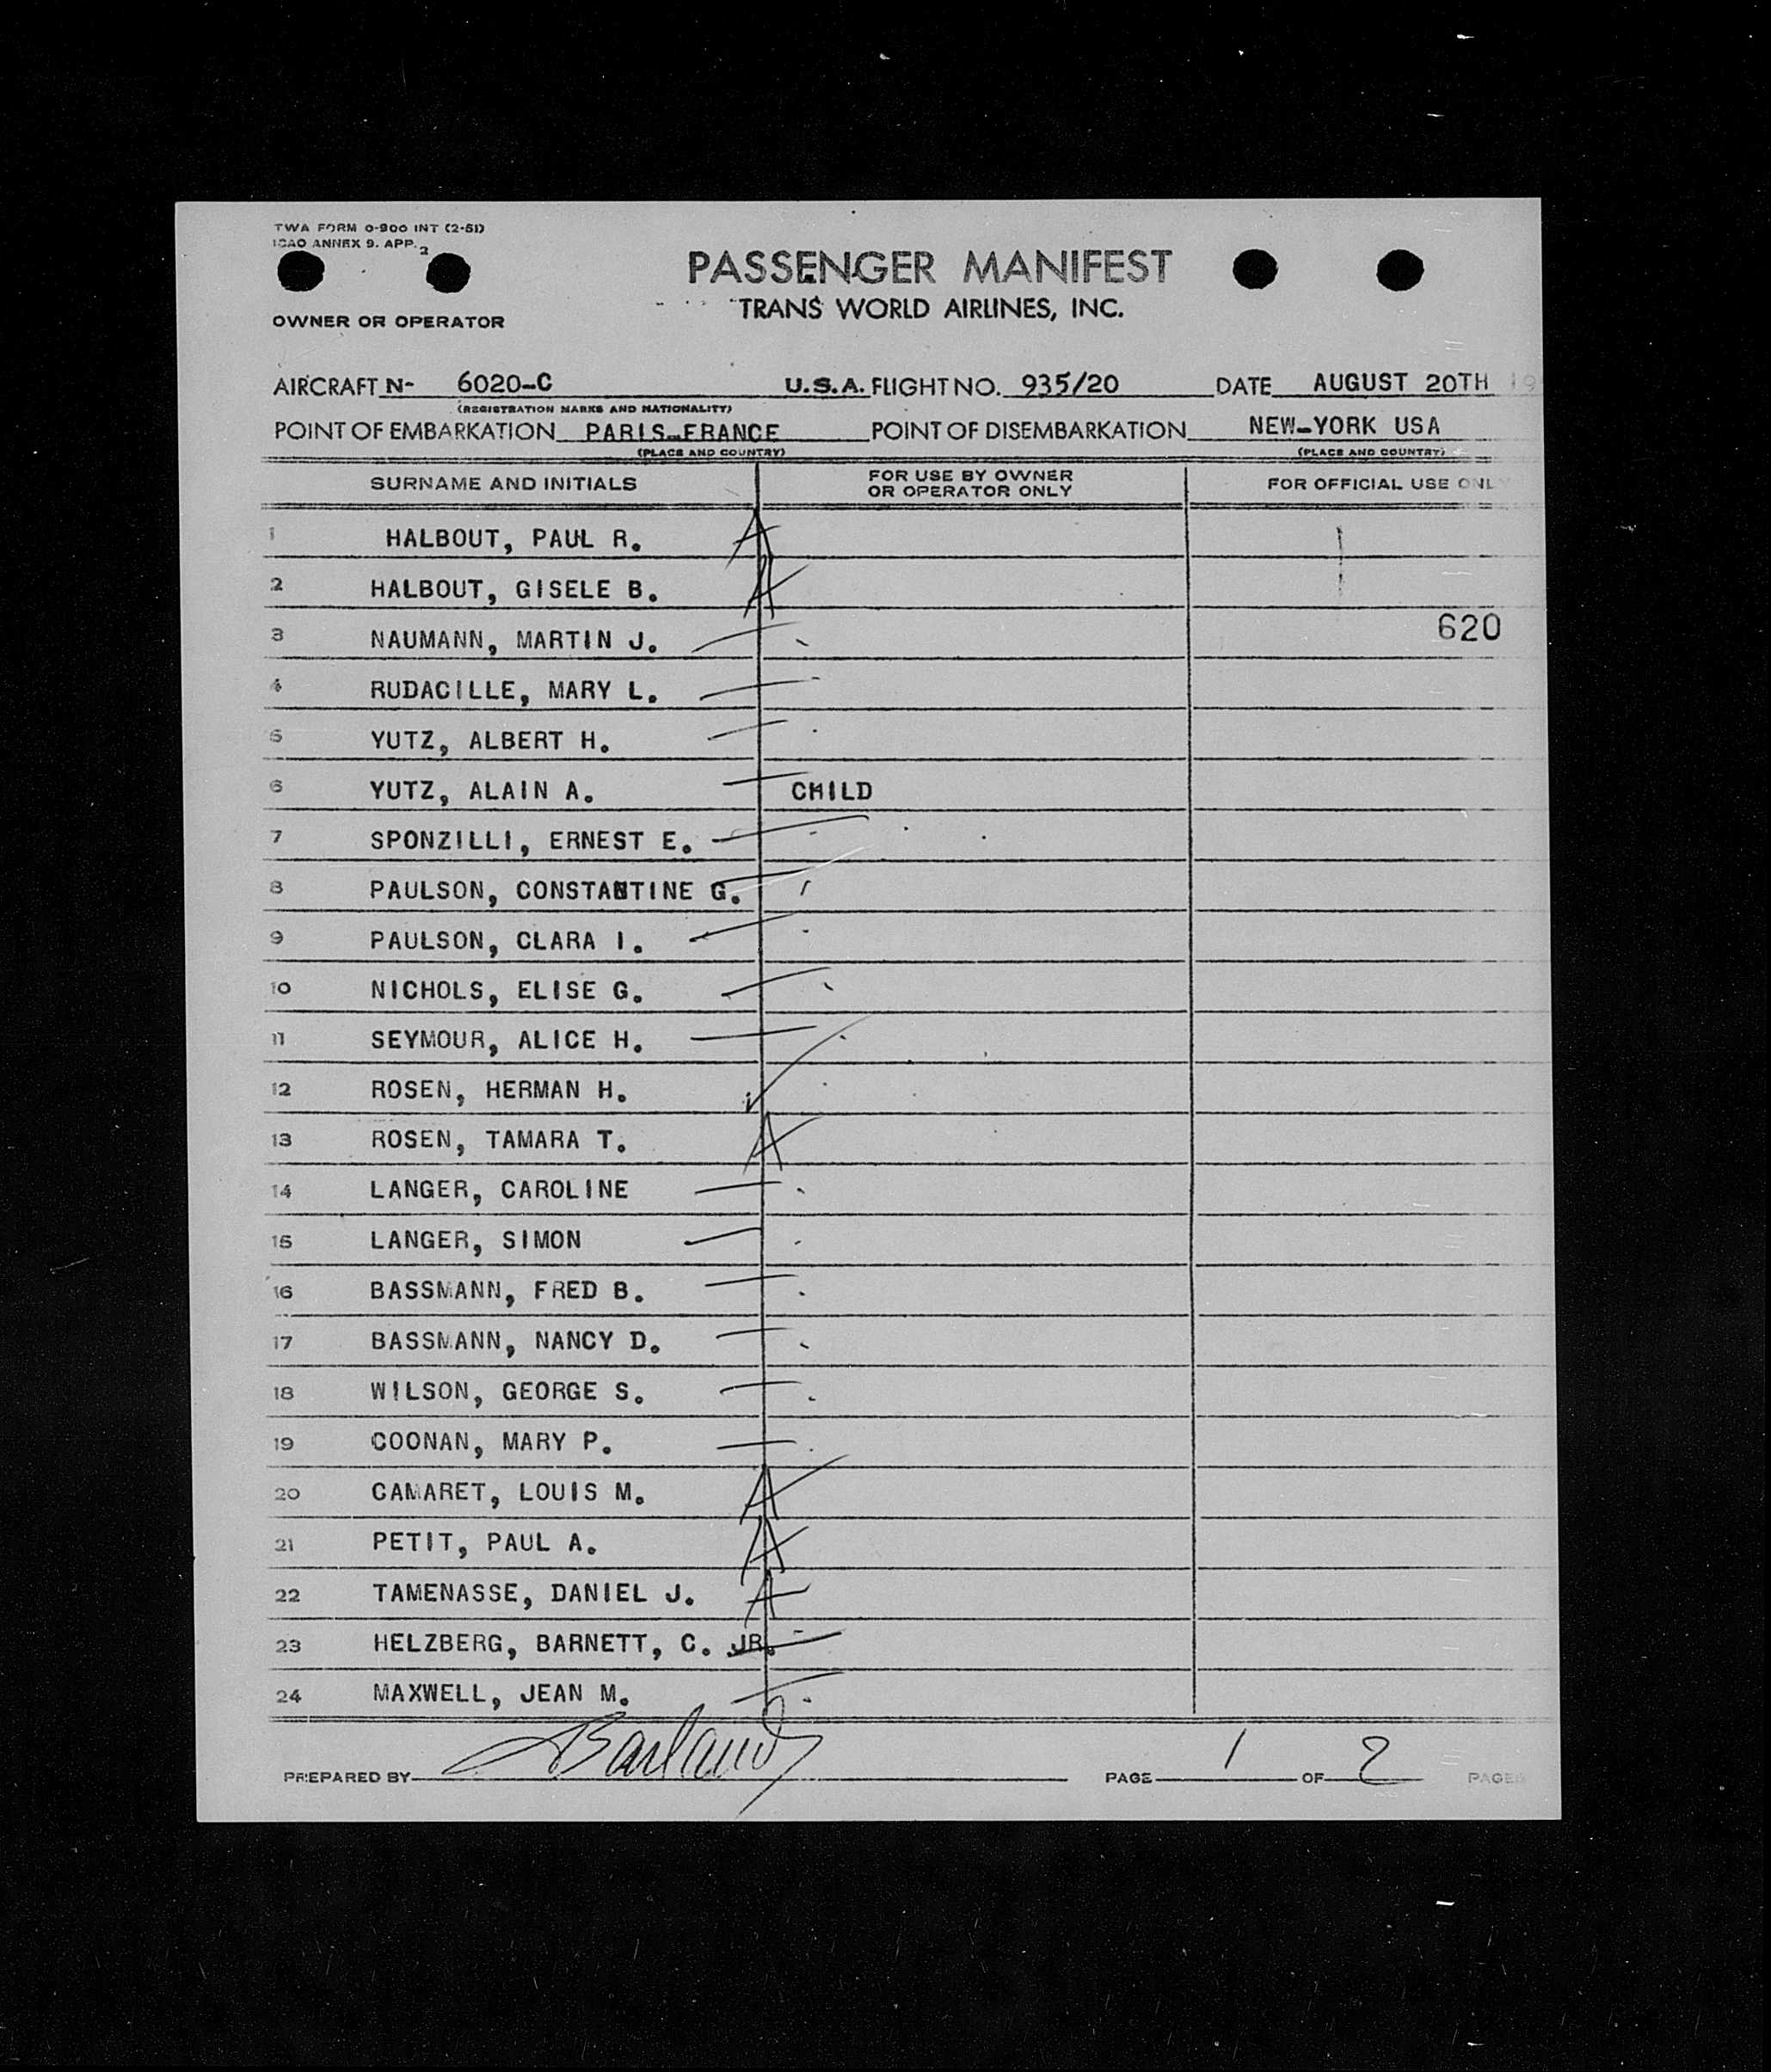 TWA FORM 0-900 INT (2-51)
ICAO ANNEX 9. APP. 2
PASSENGER MANIFEST
TRANS WORLD AIRLINES, INC.
OWNER OR OPERATOR
AIRCRAFT N- 6020-C U.S.A. FLIGHT NO. 935/20 DATE AUGUST 20TH 19
(REGISTRATION MARKS AND NATIONALITY)
POINT OF EMBARKATION PARIS-FRANCE POINT OF DISEMBARKATION NEW-YORK USA
(PLACE AND COUNTRY) (PLACE AND COUNTRY)
SURNAME AND INITIALS FOR USE BY OWNER OR OPERATOR ONLY FOR OFFICIAL USE ONLY
1 HALBOUT, PAUL R. A
2 HALBOUT, GISELE B. A
620
3 NAUMANN, MARTIN J.
4 RUDACILLE, MARY L.
5 YUTZ, ALBERT H.
6 YUTZ, ALAIN A. CHILD
7 SPONZILLI, ERNEST E.
8 PAULSON, CONSTANTINE G.
9 PAULSON, CLARA I.
10 NICHOLS, ELISE G.
11 SEYMOUR, ALICE H.
12 ROSEN, HERMAN H.
13 ROSEN, TAMARA T. A
14 LANGER, CAROLINE
15 LANGER, SIMON
16 BASSMANN, FRED B.
17 BASSMANN, NANCY D.
18 WILSON, GEORGE S.
19 COONAN, MARY P.
20 CAMARET, LOUIS M. A
21 PETIT, PAUL A. A
22 TAMENASSE, DANIEL J. A
23 HELZBERG, BARNETT, C. JR.
24 MAXWELL, JEAN M.
PREPARED BY PAGE 1 OF 2 PAGES